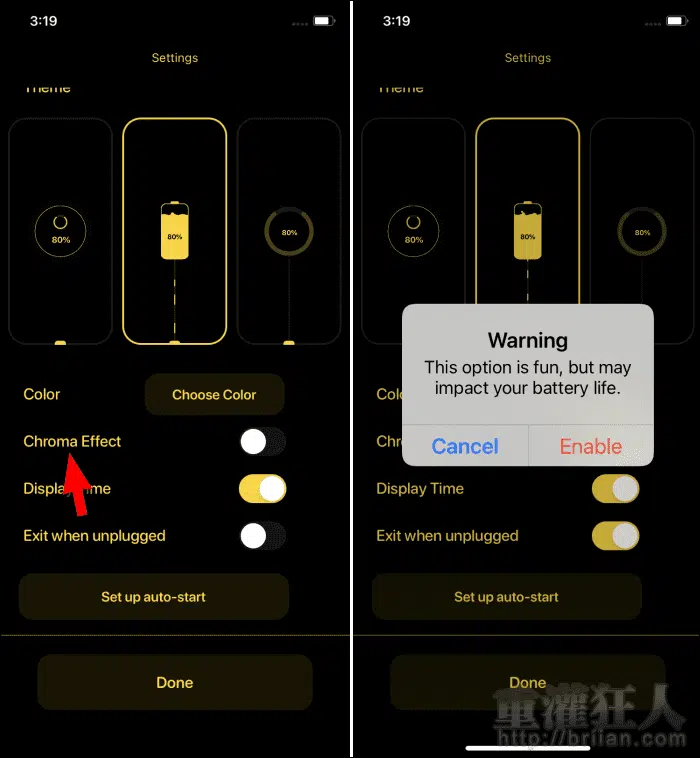 3:19
Settings
Theme
80%
80%
80%
Color
Choose Color
Chroma Effect
Display Time
Exit when unplugged
Set up auto-start
Done
3:19
Settings
Theme
80%
80%
80%
Warning
This option is fun, but may
impact your battery life.
Cancel
Enable
Display Time
Exit when unplugged
Set up auto-start
Done
重灌狂人
http://briian.com